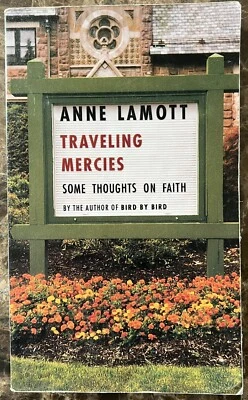 ANNE LAMOTT
TRAVELING
MERCIES
SOME THOUGHTS ON FAITH
BY THE AUTHOR OF BIRD BY BIRD